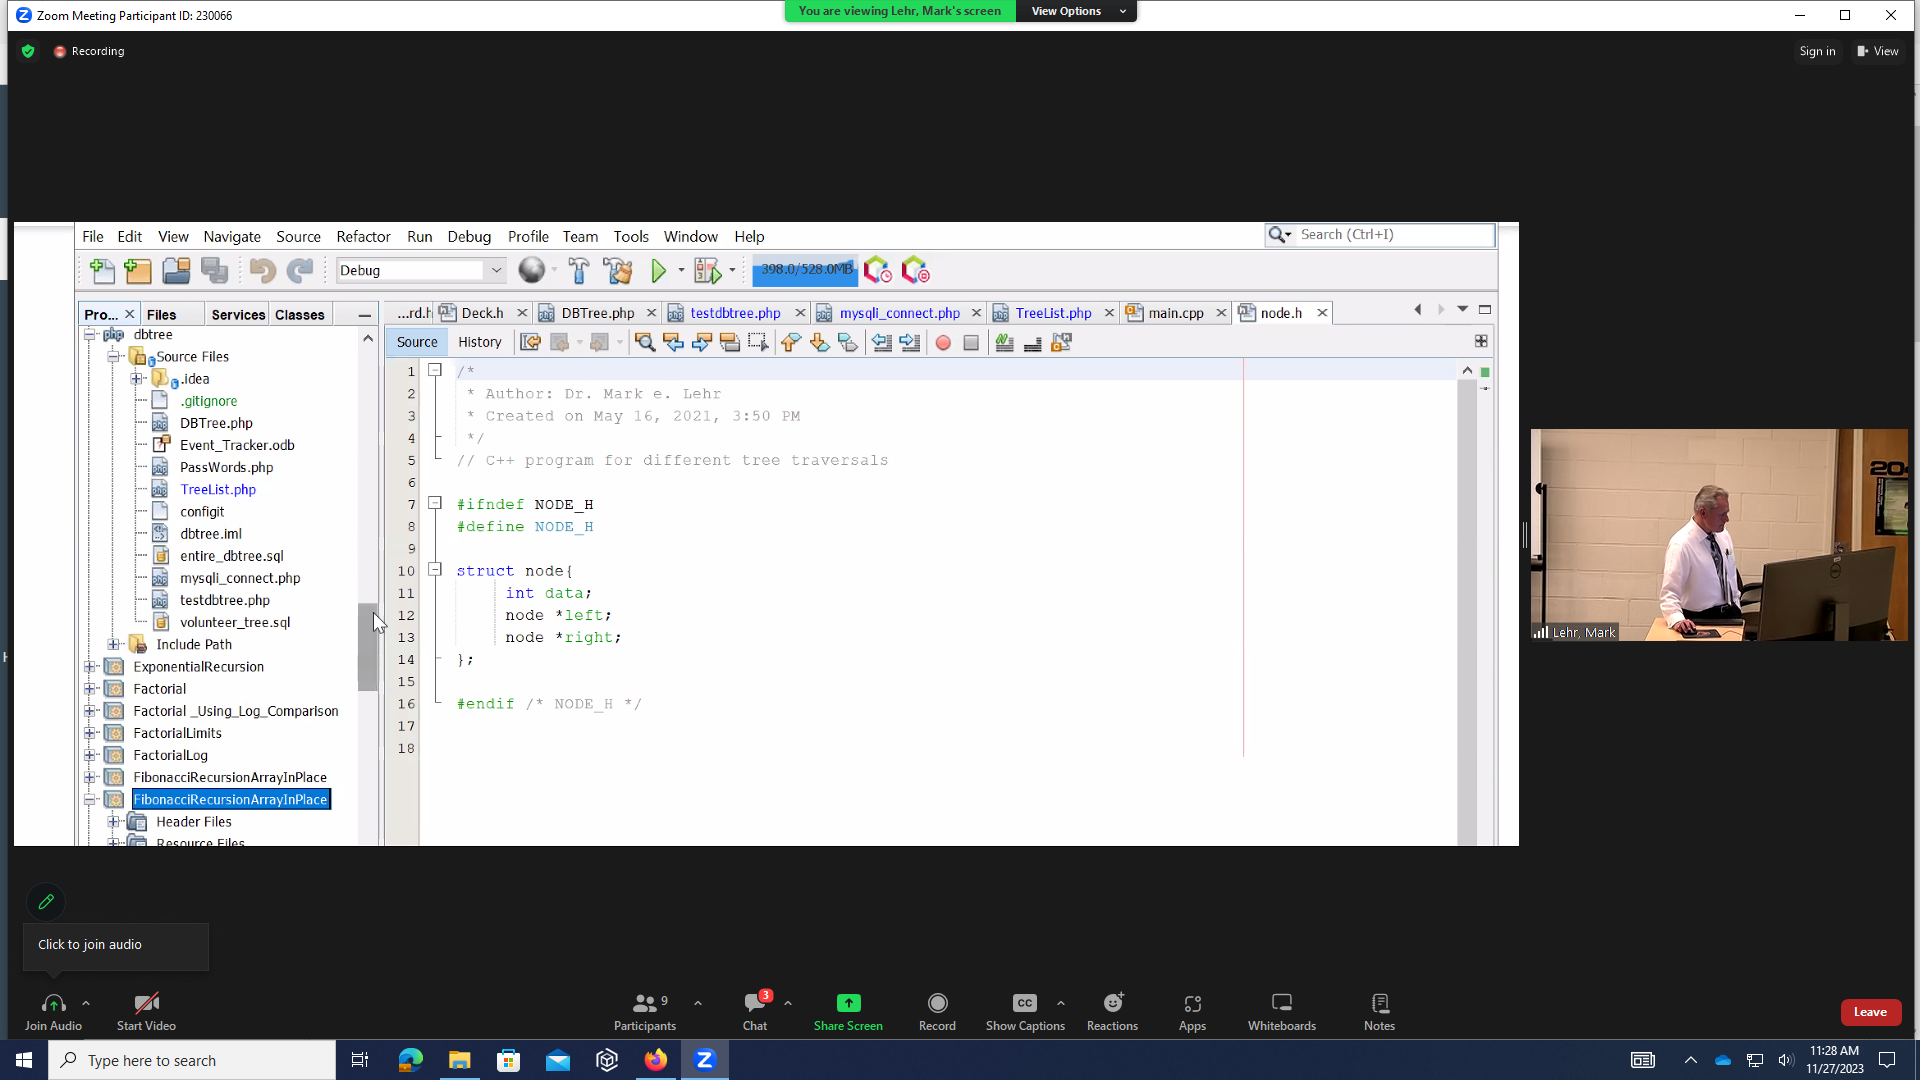 Zoom Meeting Participant ID: 230066
You are viewing Lehr, Mark's screen
View Options
Recording
Sign in
View
File Edit View Navigate Source Refactor Run Debug Profile Team Tools Window Help
Search (Ctrl+I)
Debug
398.0/528.0MB
Pro... Files Services Classes
...rd.h Deck.h DBTree.php testdbtree.php mysqli_connect.php TreeList.php main.cpp node.h
Source History
dbtree
Source Files
.idea
.gitignore
DBTree.php
Event_Tracker.odb
PassWords.php
TreeList.php
configit
dbtree.iml
entire_dbtree.sql
mysqli_connect.php
testdbtree.php
volunteer_tree.sql
Include Path
ExponentialRecursion
Factorial
Factorial _Using_Log_Comparison
FactorialLimits
FactorialLog
FibonacciRecursionArrayInPlace
FibonacciRecursionArrayInPlace
Header Files
Resource Files
1 /*
2 * Author: Dr. Mark e. Lehr
3 * Created on May 16, 2021, 3:50 PM
4 */
5 // C++ program for different tree traversals
6
7 #ifndef NODE_H
8 #define NODE_H
9
10 struct node{
11 int data;
12 node *left;
13 node *right;
14 };
15
16 #endif /* NODE_H */
17
18
204
Lehr, Mark
Click to join audio
Join Audio
Start Video
9
Participants
3
Chat
Share Screen
Record
CC
Show Captions
Reactions
Apps
Whiteboards
Notes
Leave
Type here to search
11:28 AM
11/27/2023